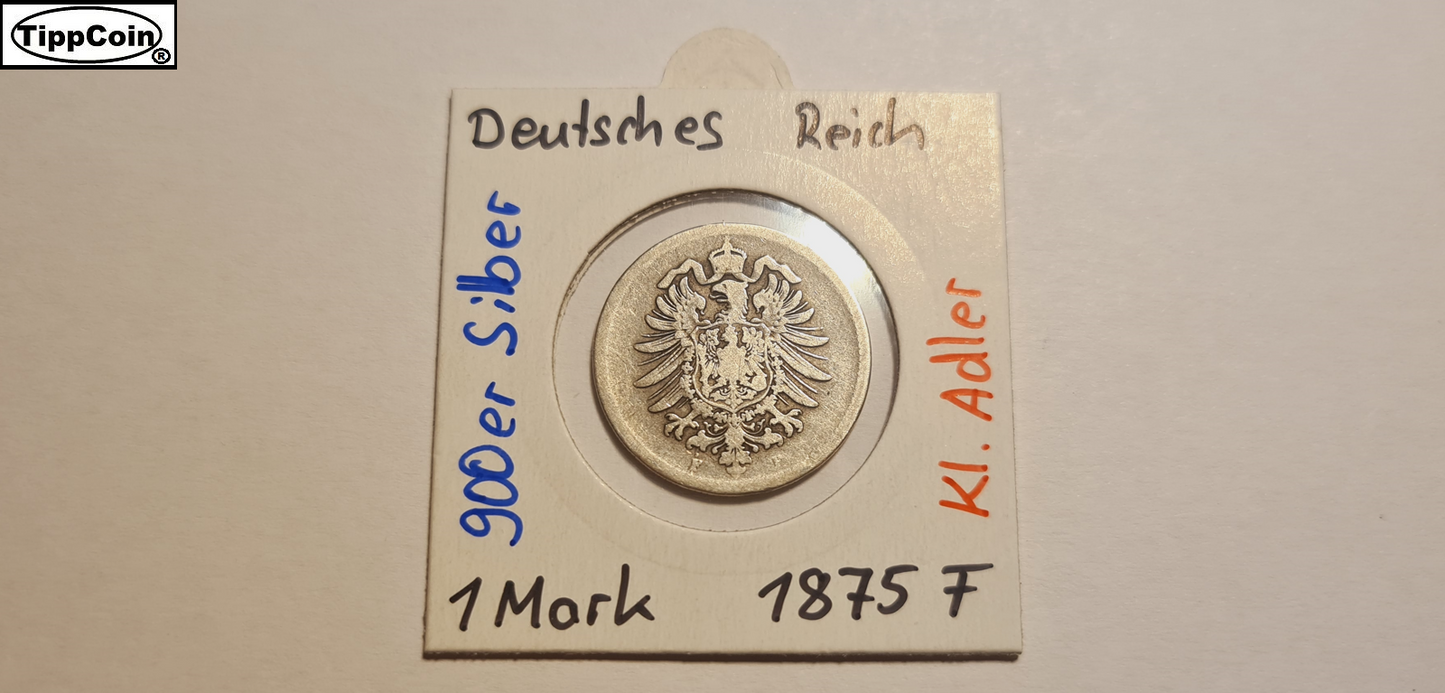 TippCoin®
Deutsches Reich
900er Silber
Kl. Adler
1 Mark 1875 F
F F